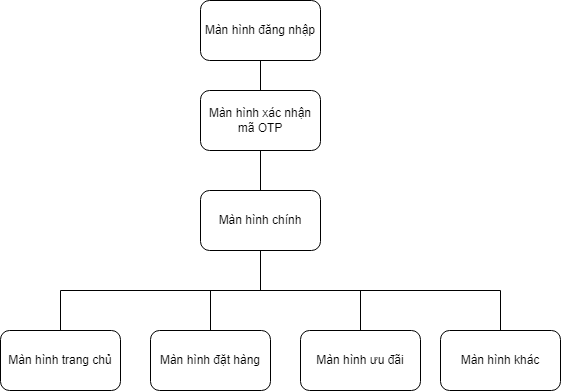 Màn hình đăng nhập
Màn hình xác nhận
mã OTP
Màn hình chính
Màn hình trang chủ
Màn hình đặt hàng
Màn hình ưu đãi
Màn hình khác